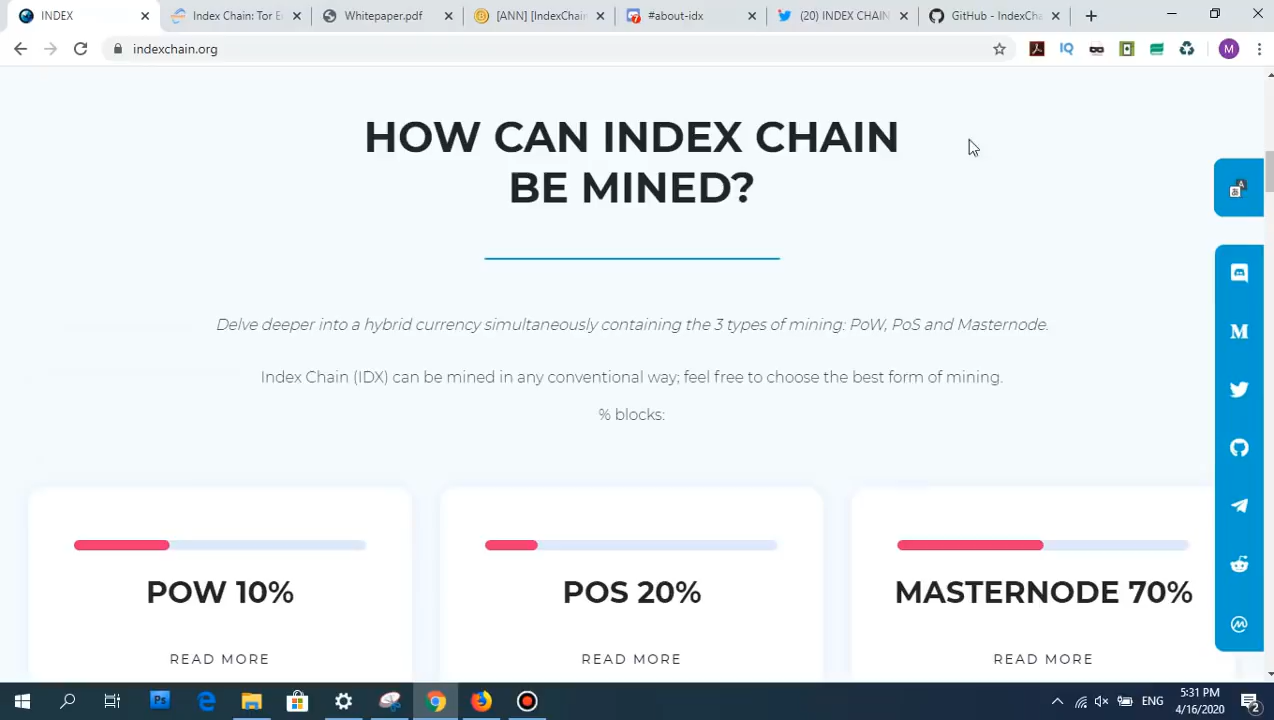 INDEX
Index Chain: Tor E
Whitepaper.pdf
[ANN] [IndexChain
#about-idx
(20) INDEX CHAIN
GitHub - IndexCha
indexchain.org
IQ
M
HOW CAN INDEX CHAIN
BE MINED?
Delve deeper into a hybrid currency simultaneously containing the 3 types of mining: PoW, PoS and Masternode.
Index Chain (IDX) can be mined in any conventional way; feel free to choose the best form of mining.
% blocks:
POW 10%
POS 20%
MASTERNODE 70%
READ MORE
READ MORE
READ MORE
Ps
ENG
5:31 PM
4/16/2020
2